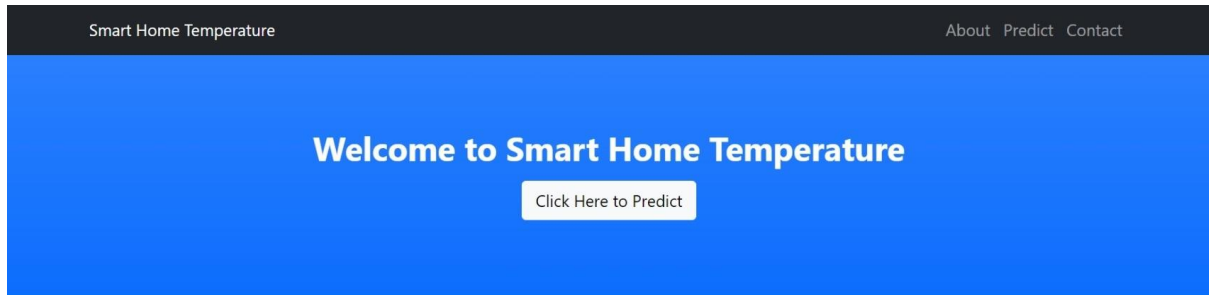 Smart Home Temperature
About Predict Contact
Welcome to Smart Home Temperature
Click Here to Predict